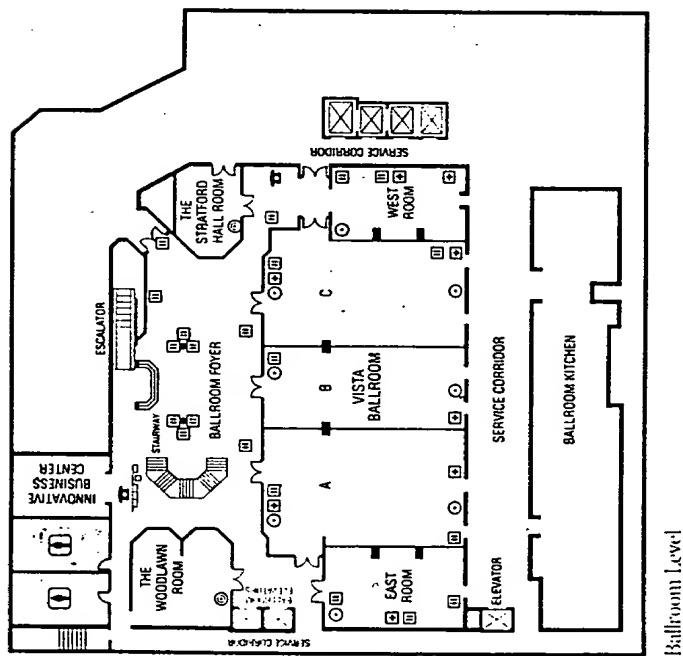 ESCALATOR
THE
STRATFORD
HALL ROOM
SERVICE CORRIDOR
INNOVATIVE
BUSINESS
CENTER
STAIRWAY
BALLROOM FOYER
THE
WOODLAWN
ROOM
A
B
C
VISTA
BALLROOM
WEST
ROOM
EAST
ROOM
SERVICE CORRIDOR
ELEVATORS
SERVICE CORRIDOR
ELEVATOR
BALLROOM KITCHEN
Ballroom Level